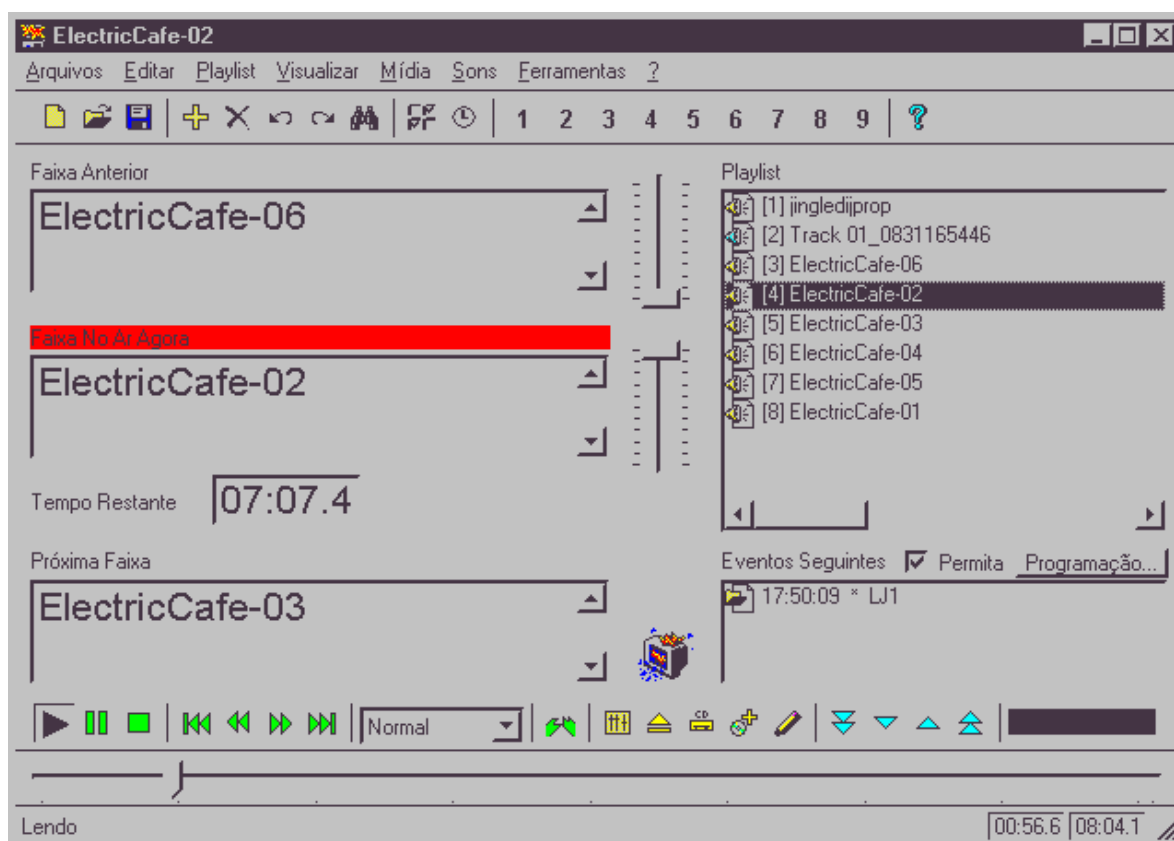 ElectricCafe-02
Arquivos Editar Playlist Visualizar Mídia Sons Ferramentas ?
1 2 3 4 5 6 7 8 9
Faixa Anterior
ElectricCafe-06
Faixa No Ar Agora
ElectricCafe-02
Tempo Restante 07:07.4
Próxima Faixa
ElectricCafe-03
Playlist
[1] jingledijprop
[2] Track 01_0831165446
[3] ElectricCafe-06
[4] ElectricCafe-02
[5] ElectricCafe-03
[6] ElectricCafe-04
[7] ElectricCafe-05
[8] ElectricCafe-01
Eventos Seguintes Permita Programação...
17:50:09 * LJ1
Normal
CD
Lendo 00:56.6 08:04.1